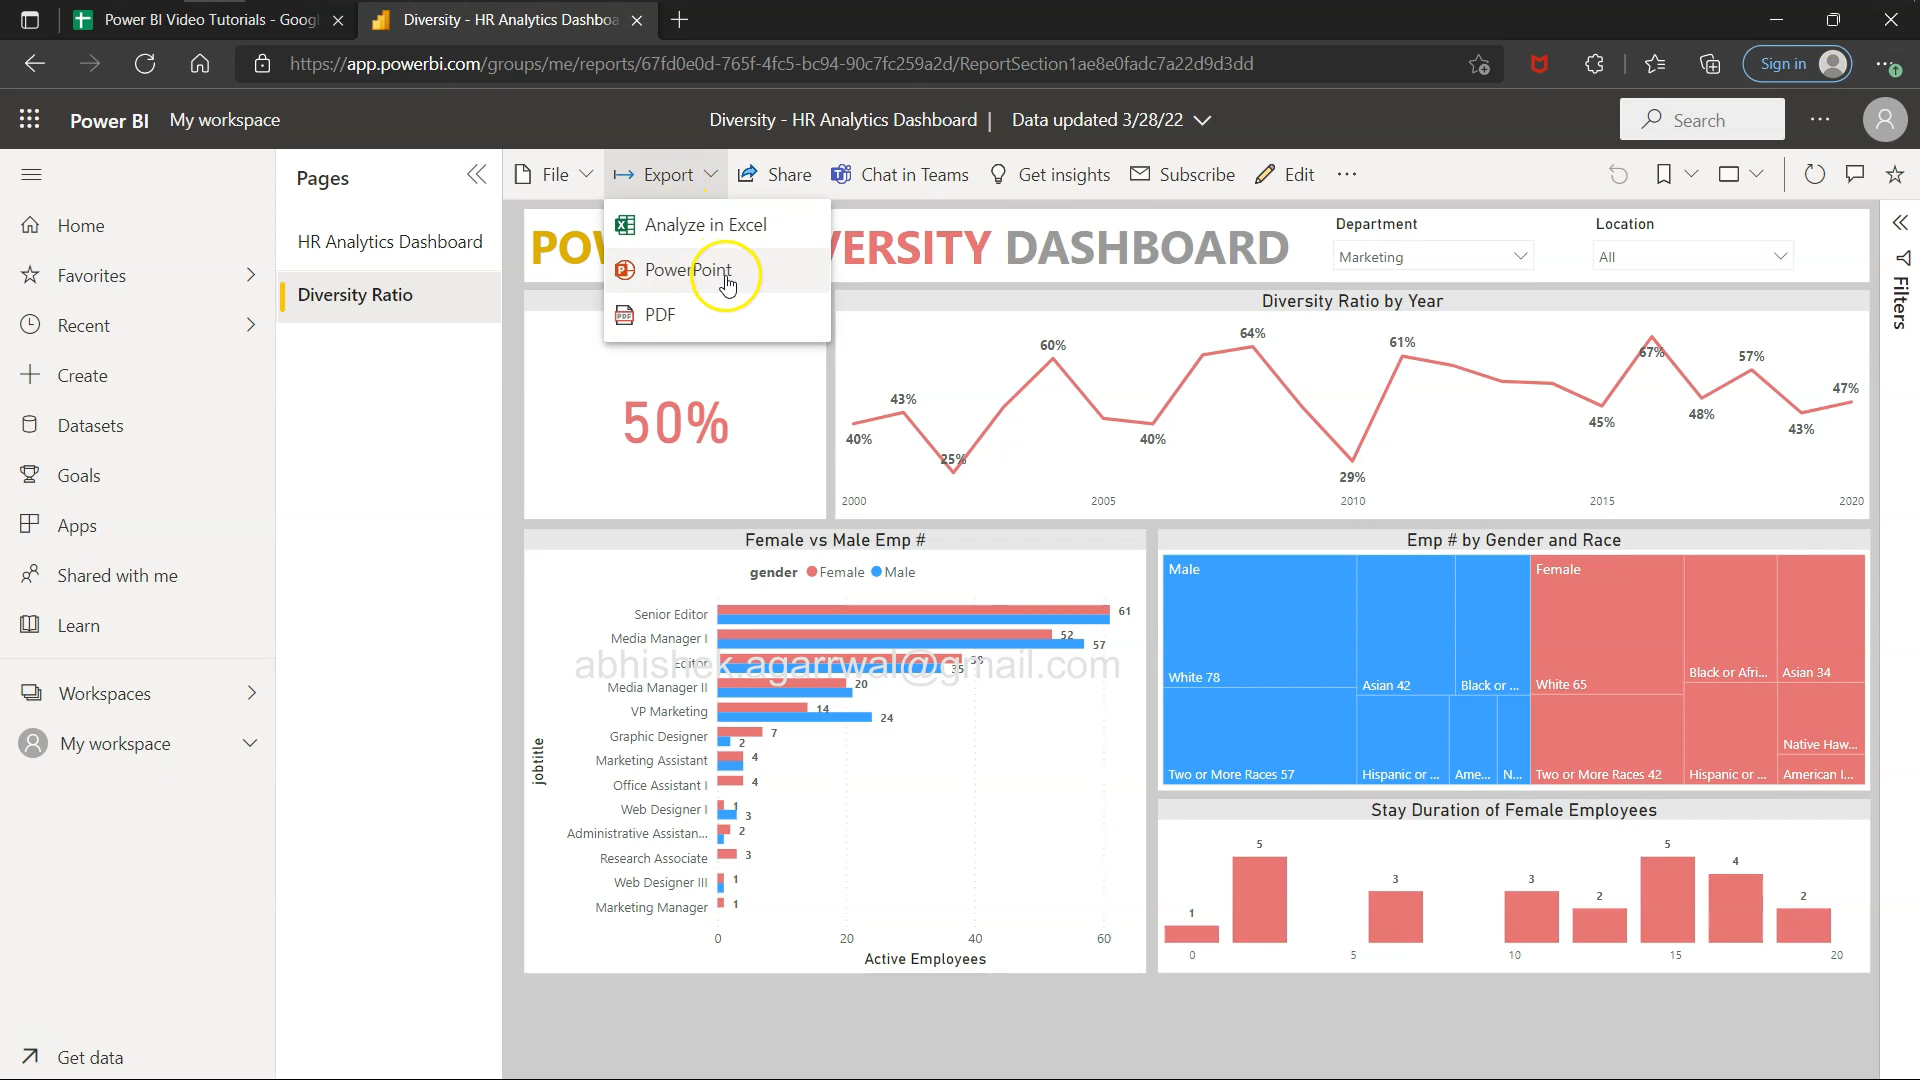 Power BI Video Tutorials - Googl
Diversity - HR Analytics Dashboa
https://app.powerbi.com/groups/me/reports/67fd0e0d-765f-4fc5-bc94-90c7fc259a2d/ReportSection1ae8e0fadc7a22d9d3dd
Sign in
Power BI My workspace
Diversity - HR Analytics Dashboard | Data updated 3/28/22
Search
Pages
HR Analytics Dashboard
Diversity Ratio
Home
Favorites
Recent
Create
Datasets
Goals
Apps
Shared with me
Learn
Workspaces
My workspace
Get data
File
Export
Share
Chat in Teams
Get insights
Subscribe
Edit
Analyze in Excel
PowerPoint
PDF
DASHBOARD
Department
Marketing
Location
All
Filters
50%
Diversity Ratio by Year
40%
43%
25%
60%
40%
64%
29%
61%
45%
67%
48%
57%
43%
47%
2000 2005 2010 2015 2020
Female vs Male Emp #
gender Female Male
jobtitle
Senior Editor 61
Media Manager I 52 57
Editor 35
Media Manager II 20
VP Marketing 14 24
Graphic Designer 7 2
Marketing Assistant 4
Office Assistant I 4
Web Designer I 1 3
Administrative Assistan... 2
Research Associate 3
Web Designer III 1
Marketing Manager 1
0 20 40 60
Active Employees
abhishek.agarrwal@gmail.com
Emp # by Gender and Race
Male
White 78
Two or More Races 57
Asian 42
Black or ...
Hispanic or ...
Ame...
N...
Female
White 65
Two or More Races 42
Black or Afri...
Hispanic or ...
Asian 34
Native Haw...
American I...
Stay Duration of Female Employees
1 5 3 3 2 5 4 2
0 5 10 15 20